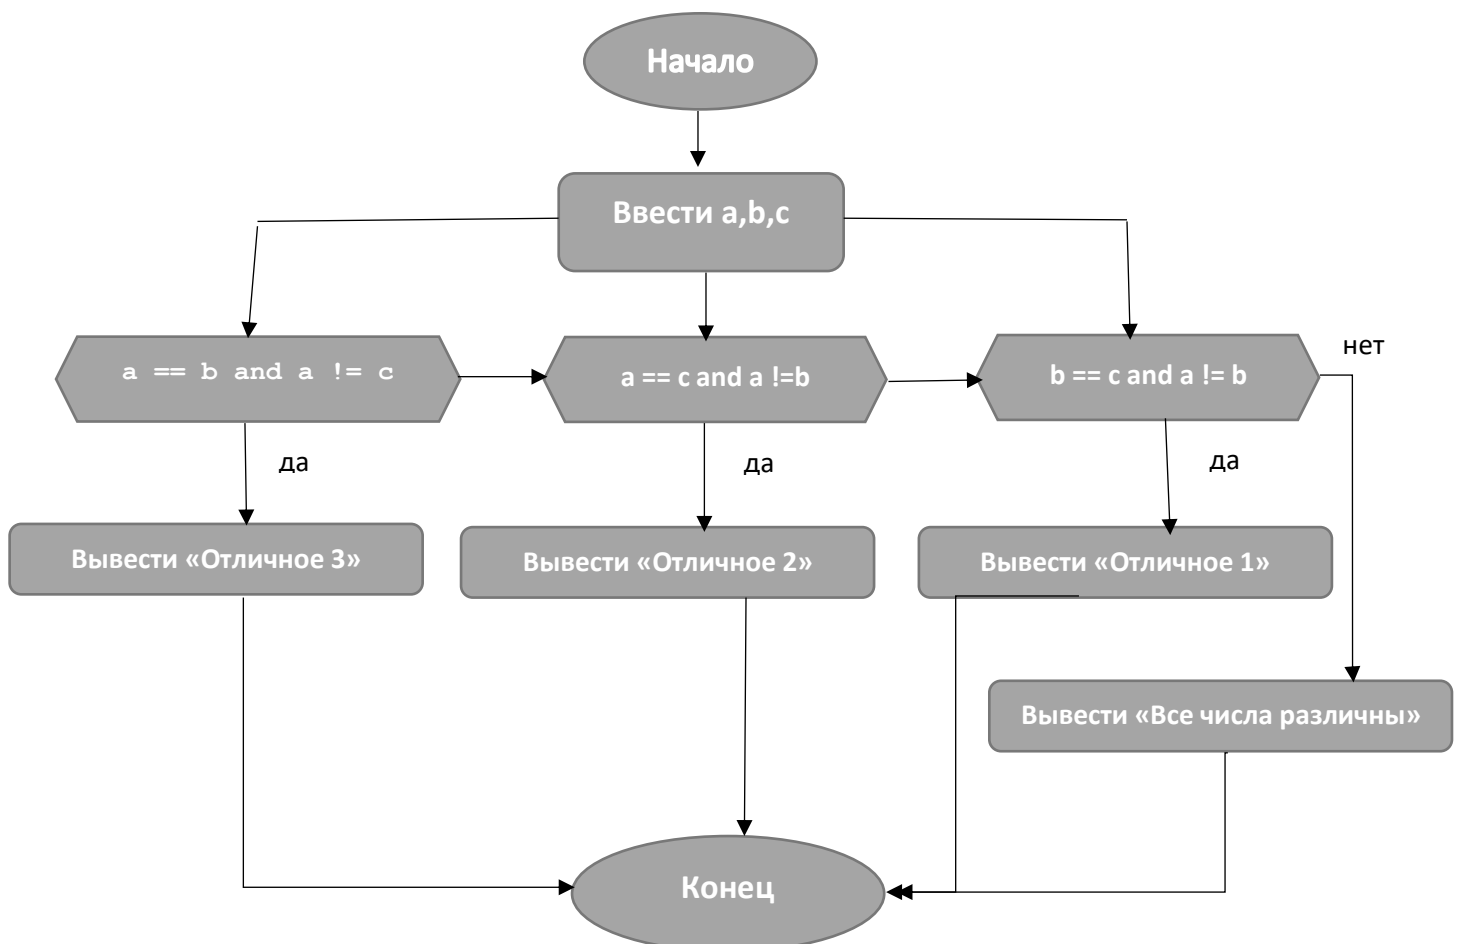 Начало
Ввести a,b,c
a == b and a != c
a == c and a !=b
b == c and a != b
нет
да
да
да
Вывести «Отличное 3»
Вывести «Отличное 2»
Вывести «Отличное 1»
Вывести «Все числа различны»
Конец